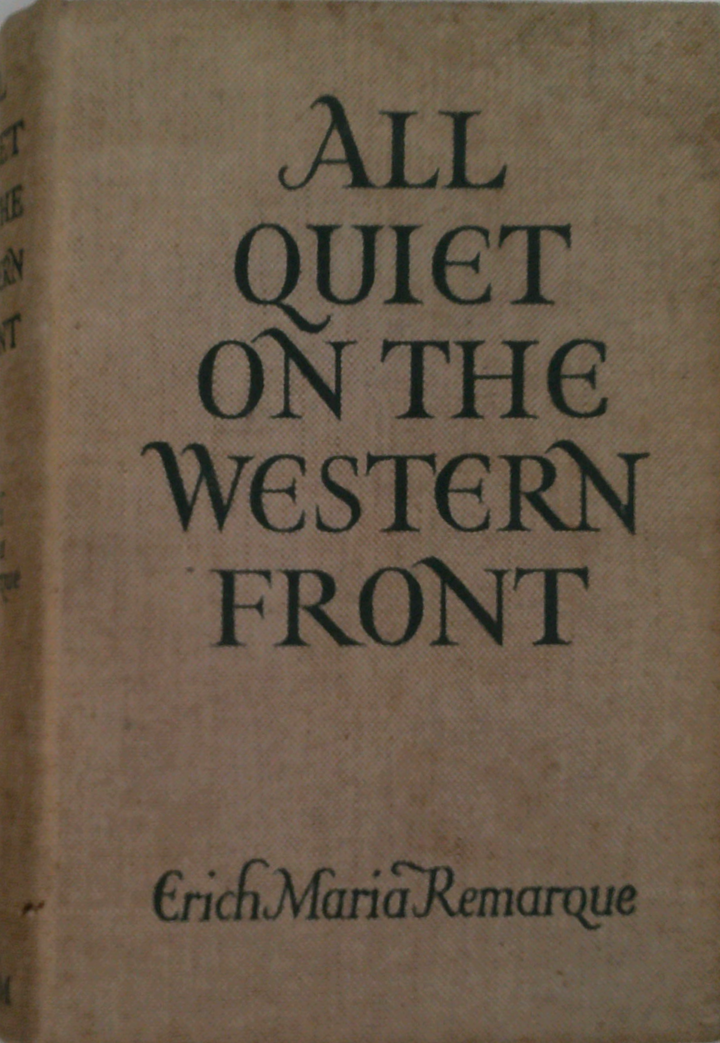 ALL
QUIET
ON THE
WESTERN
FRONT
Erich Maria Remarque